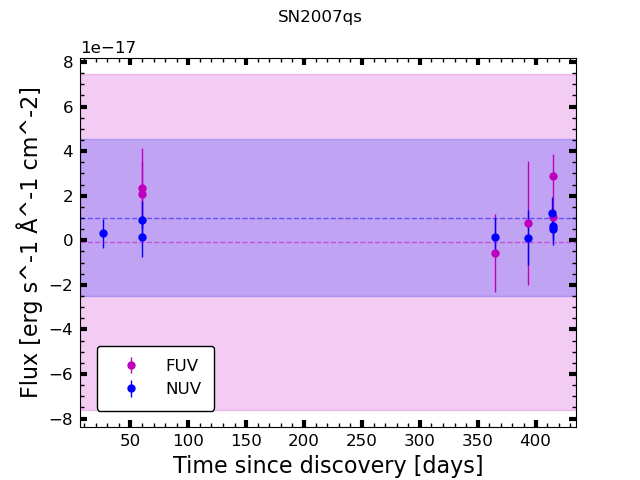 SN2007qs
1e−17
8
6
4
2
0
−2
−4
−6
−8
Flux [erg s^-1 Å^-1 cm^-2]
FUV
NUV
50 100 150 200 250 300 350 400
Time since discovery [days]